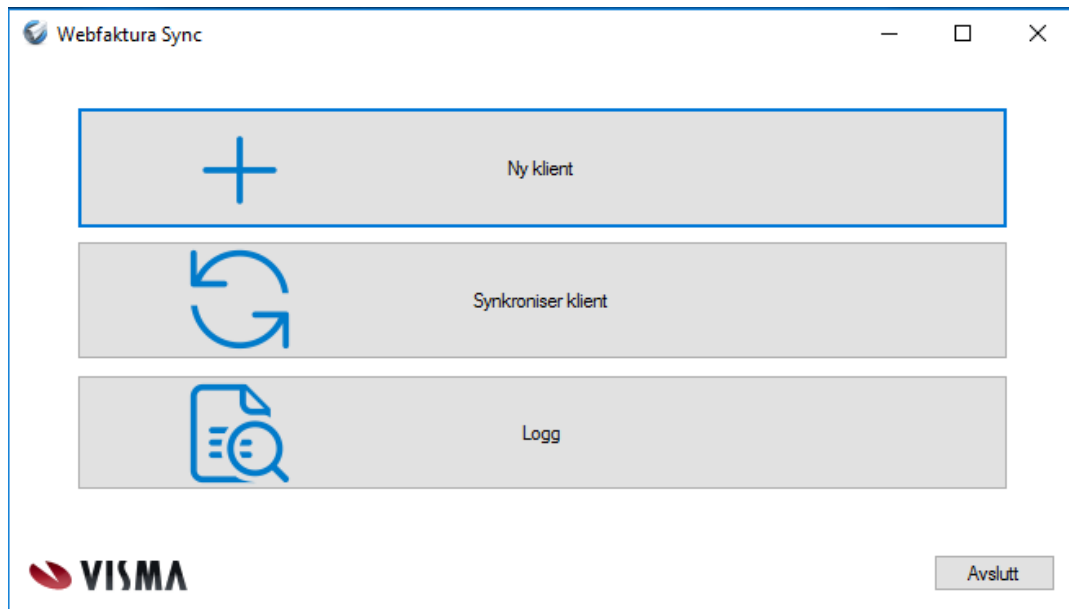 Webfaktura Sync
Ny klient
Synkroniser klient
Logg
VISMA
Avslutt